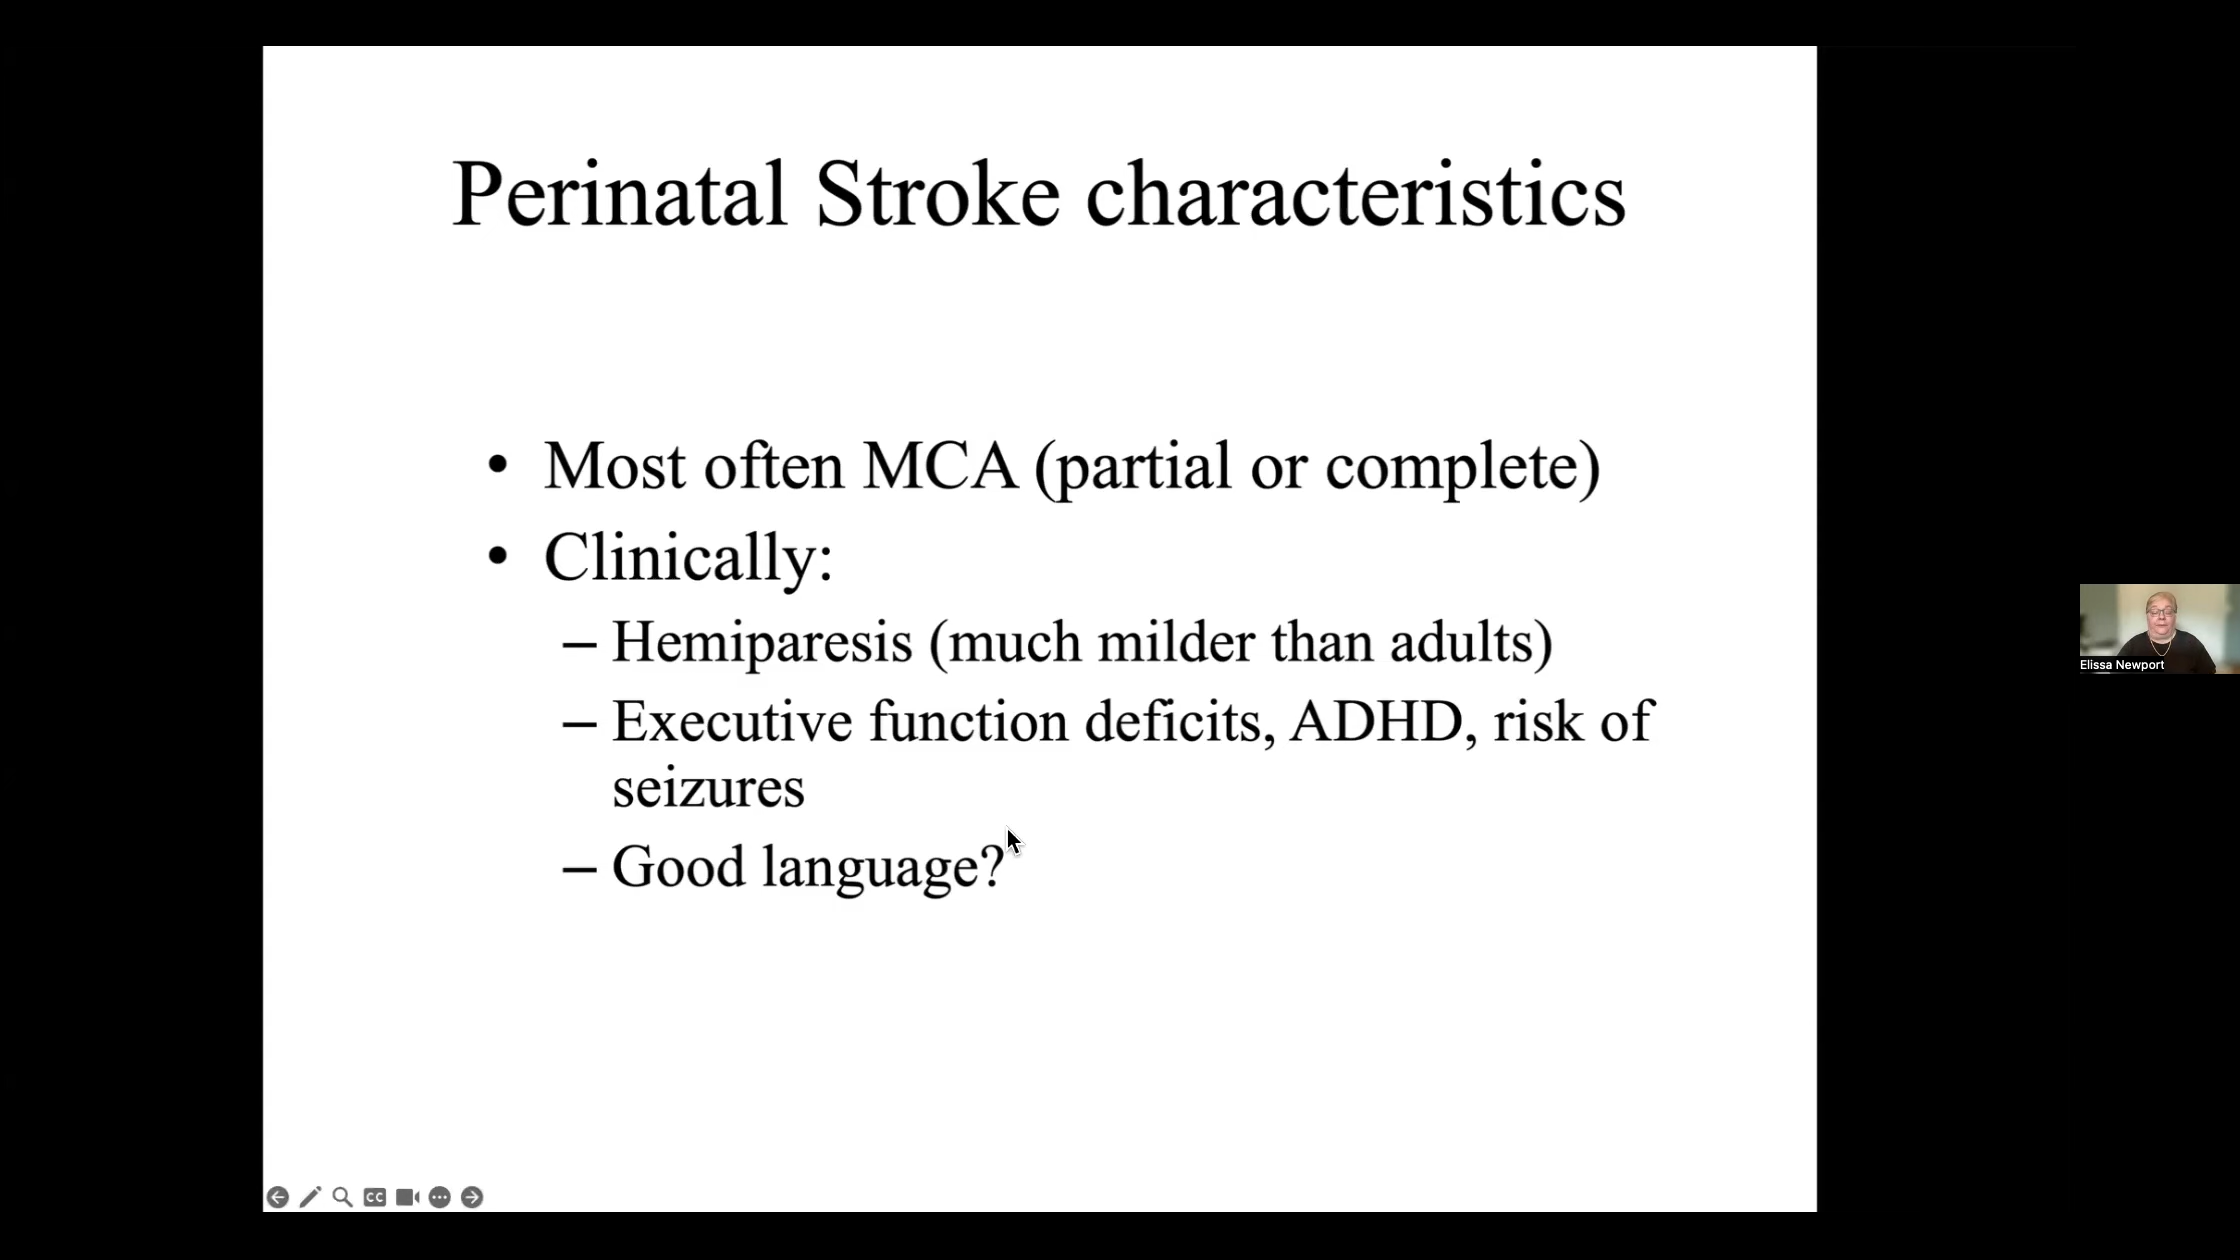 Perinatal Stroke characteristics
• Most often MCA (partial or complete)
• Clinically:
– Hemiparesis (much milder than adults)
– Executive function deficits, ADHD, risk of
seizures
– Good language?
Elissa Newport
CC